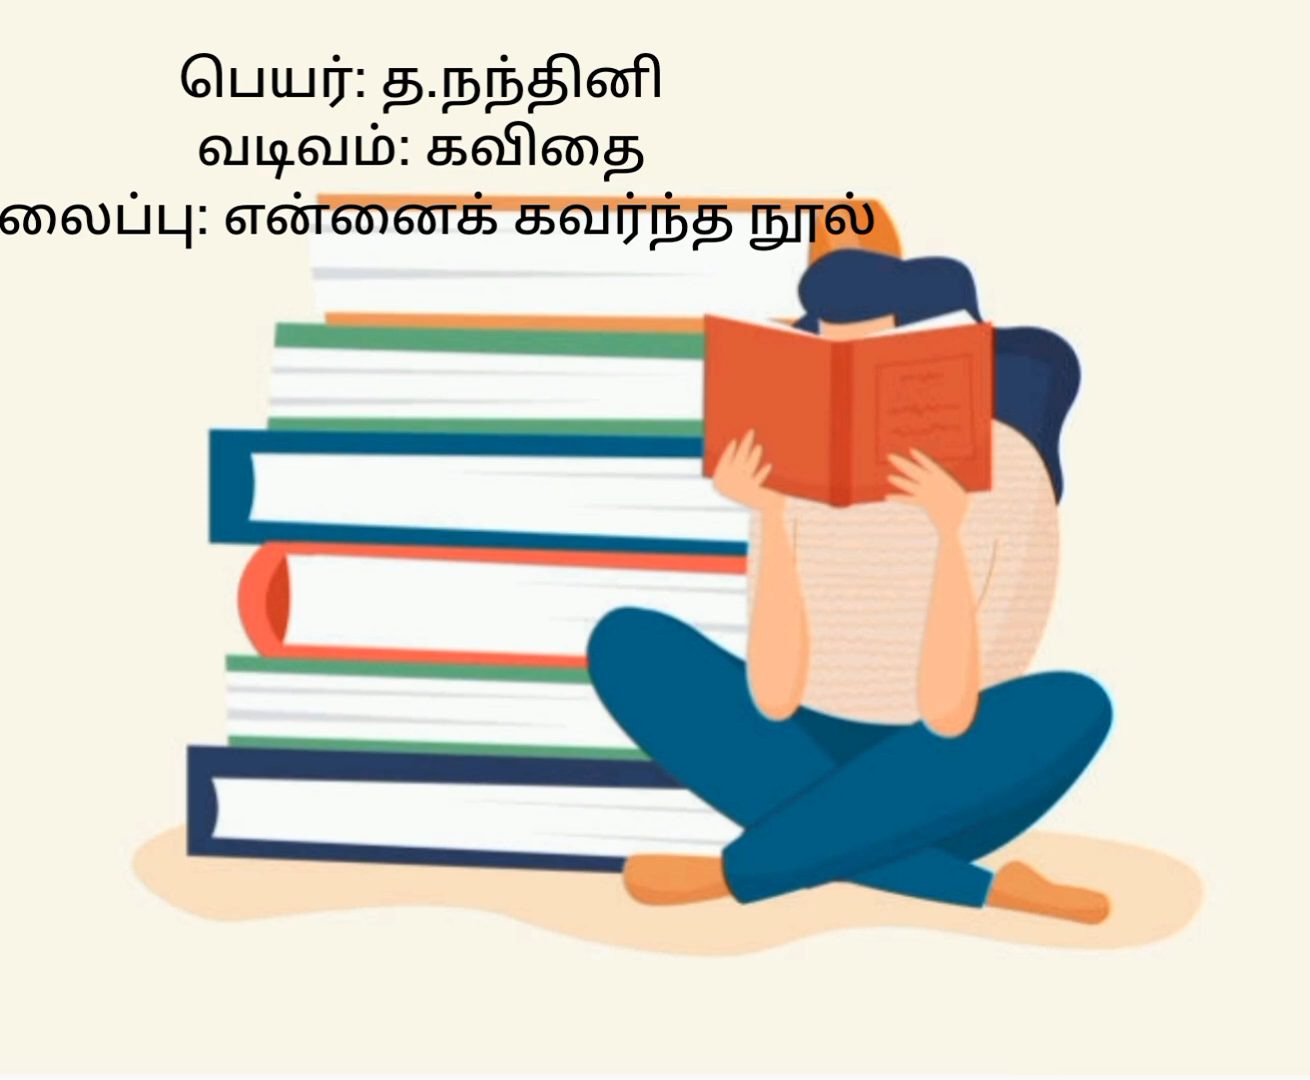 பெயர்: த.நந்தினி
வடிவம்: கவிதை
லைப்பு: என்னைக் கவர்ந்த நூல்